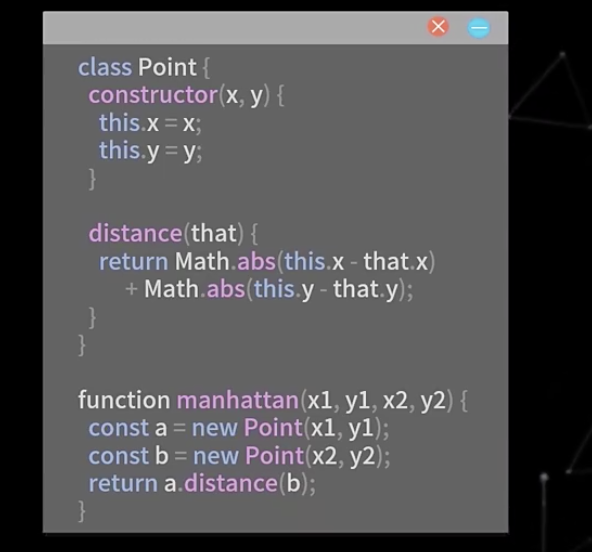 class Point {
  constructor(x, y) {
    this.x = x;
    this.y = y;
  }

  distance(that) {
    return Math.abs(this.x - that.x)
      + Math.abs(this.y - that.y);
  }
}

function manhattan(x1, y1, x2, y2) {
  const a = new Point(x1, y1);
  const b = new Point(x2, y2);
  return a.distance(b);
}